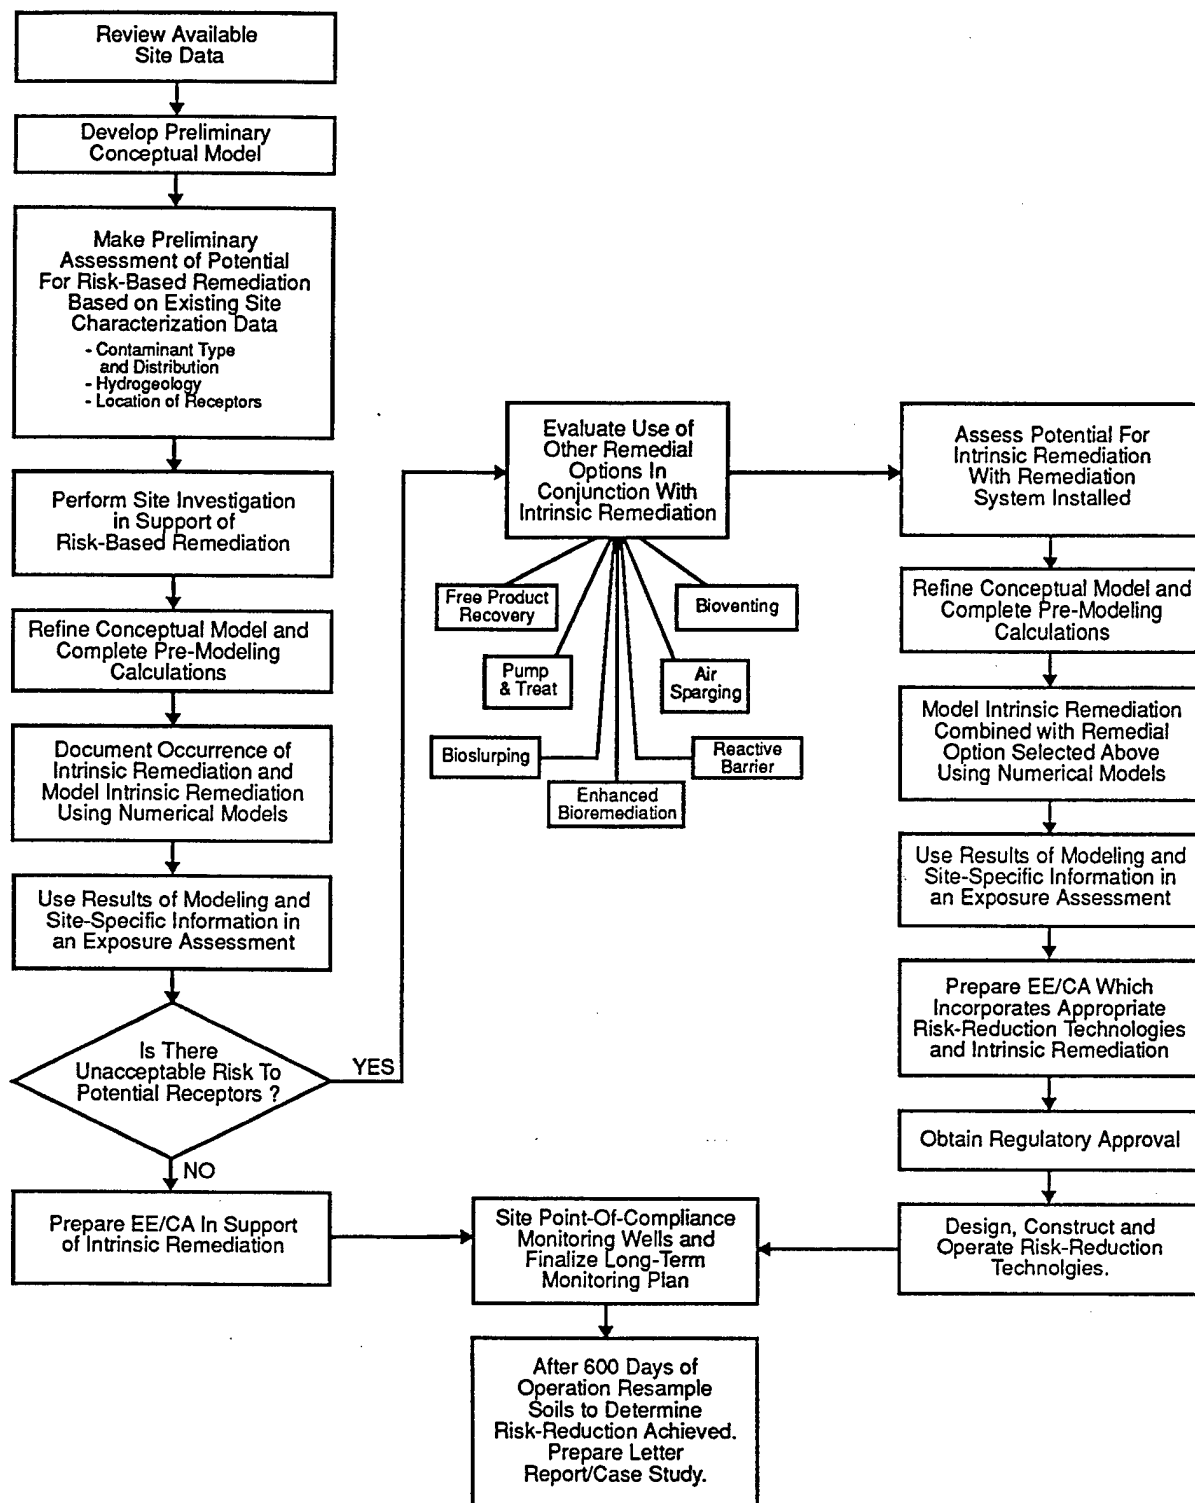 Review Available
Site Data
Develop Preliminary
Conceptual Model
Make Preliminary
Assessment of Potential
For Risk-Based Remediation
Based on Existing Site
Characterization Data
- Contaminant Type
and Distribution
- Hydrogeology
- Location of Receptors
Perform Site Investigation
in Support of
Risk-Based Remediation
Refine Conceptual Model and
Complete Pre-Modeling
Calculations
Document Occurrence of
Intrinsic Remediation and
Model Intrinsic Remediation
Using Numerical Models
Use Results of Modeling and
Site-Specific Information in
an Exposure Assessment
Is There
Unacceptable Risk To
Potential Receptors ?
YES
NO
Prepare EE/CA In Support
of Intrinsic Remediation
Evaluate Use of
Other Remedial
Options In
Conjunction With
Intrinsic Remediation
Free Product
Recovery
Bioventing
Pump
& Treat
Air
Sparging
Bioslurping
Reactive
Barrier
Enhanced
Bioremediation
Assess Potential For
Intrinsic Remediation
With Remediation
System Installed
Refine Conceptual Model and
Complete Pre-Modeling
Calculations
Model Intrinsic Remediation
Combined with Remedial
Option Selected Above
Using Numerical Models
Use Results of Modeling and
Site-Specific Information in
an Exposure Assessment
Prepare EE/CA Which
Incorporates Appropriate
Risk-Reduction Technologies
and Intrinsic Remediation
Obtain Regulatory Approval
Design, Construct and
Operate Risk-Reduction
Technolgies.
Site Point-Of-Compliance
Monitoring Wells and
Finalize Long-Term
Monitoring Plan
After 600 Days of
Operation Resample
Soils to Determine
Risk-Reduction Achieved.
Prepare Letter
Report/Case Study.